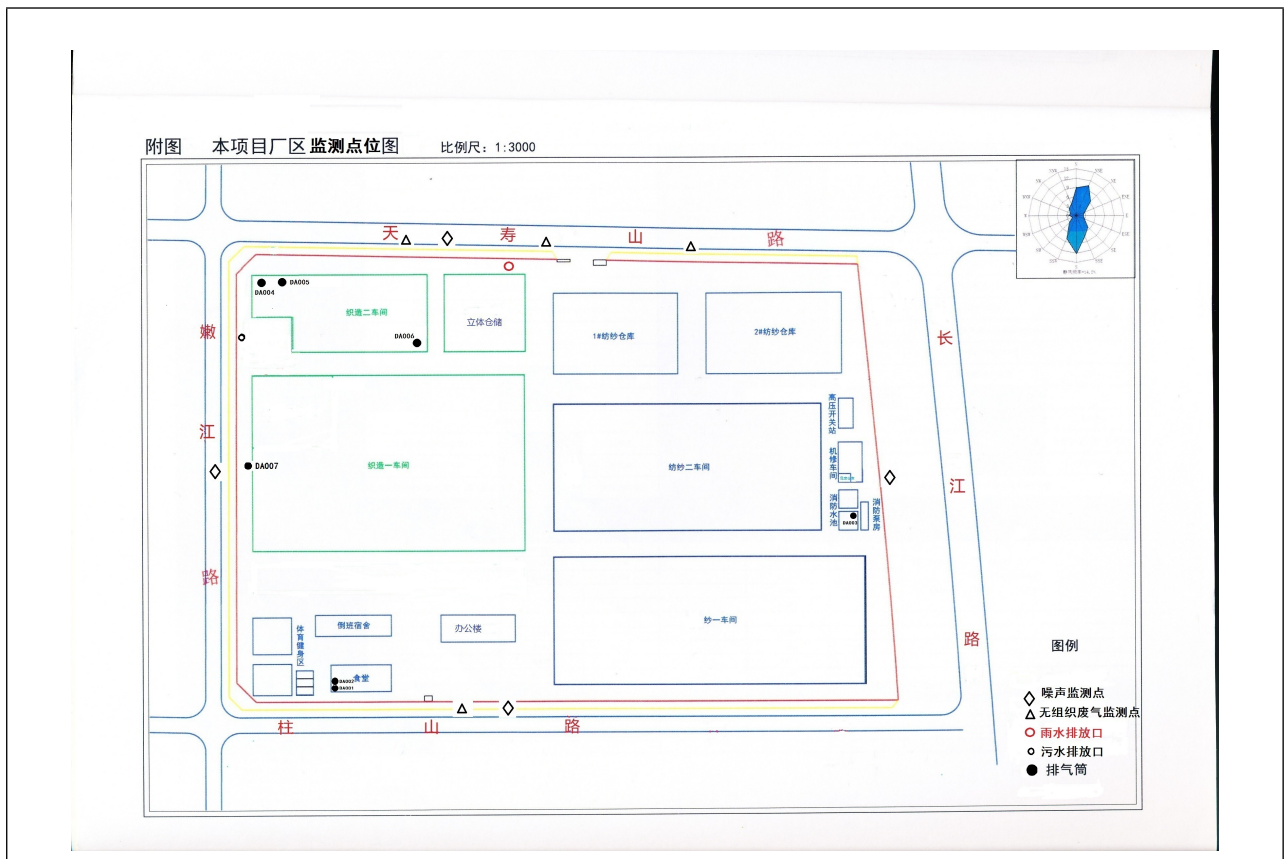 附图 本项目厂区监测点位图 比例尺：1:3000
天寿山路
嫩江路
长江路
柱山路
DA004
DA005
织造二车间
DA006
立体仓储
1#纺纱仓库
2#纺纱仓库
高压开关站
机修车间
消防水池
消防泵房
DA003
DA007
织造一车间
纺纱二车间
纱一车间
体育健身区
倒班宿舍
办公楼
食堂
DA002
DA001
图例
噪声监测点
无组织废气监测点
雨水排放口
污水排放口
排气筒